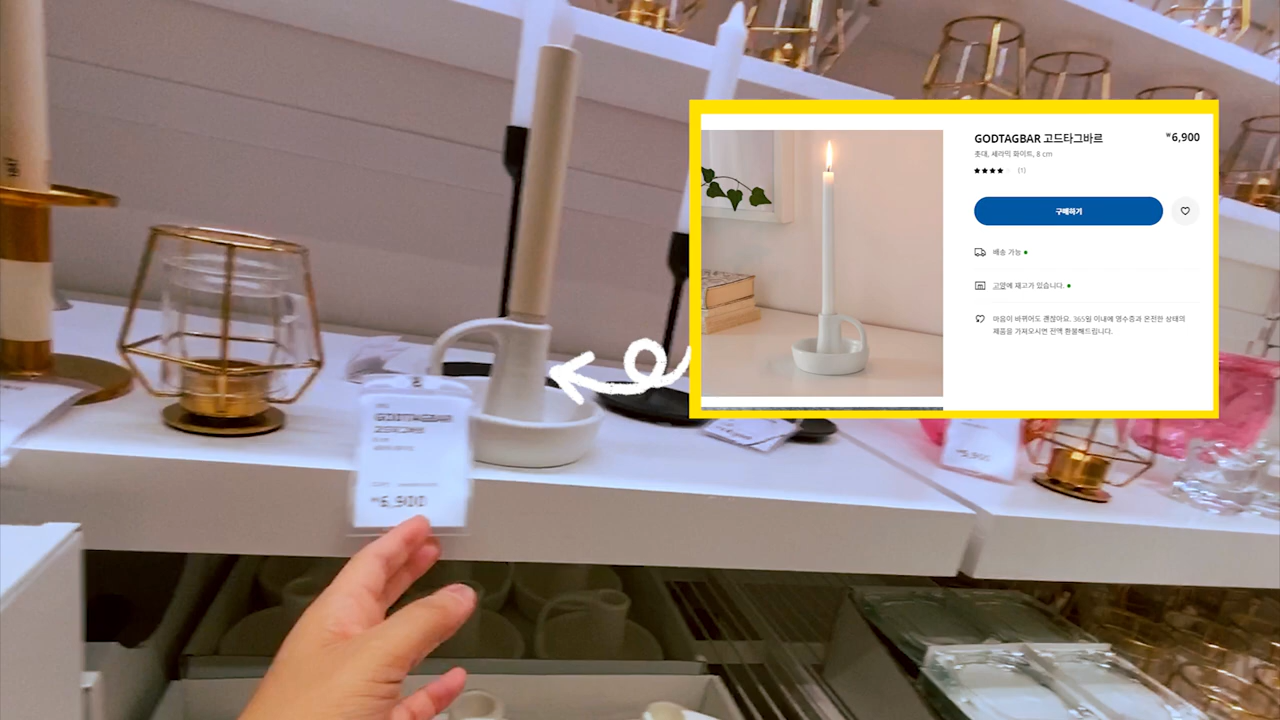 GODTAGBAR 고드타그바르
₩6,900
촛대, 세라믹 화이트, 8 cm
(1)
구매하기
배송 가능
고양에 재고가 있습니다.
마음이 바뀌어도 괜찮아요. 365일 이내에 영수증과 온전한 상태의
제품을 가져오시면 전액 환불해드립니다.
GODTAGBAR
고드타그바르
₩6,900
₩5,900